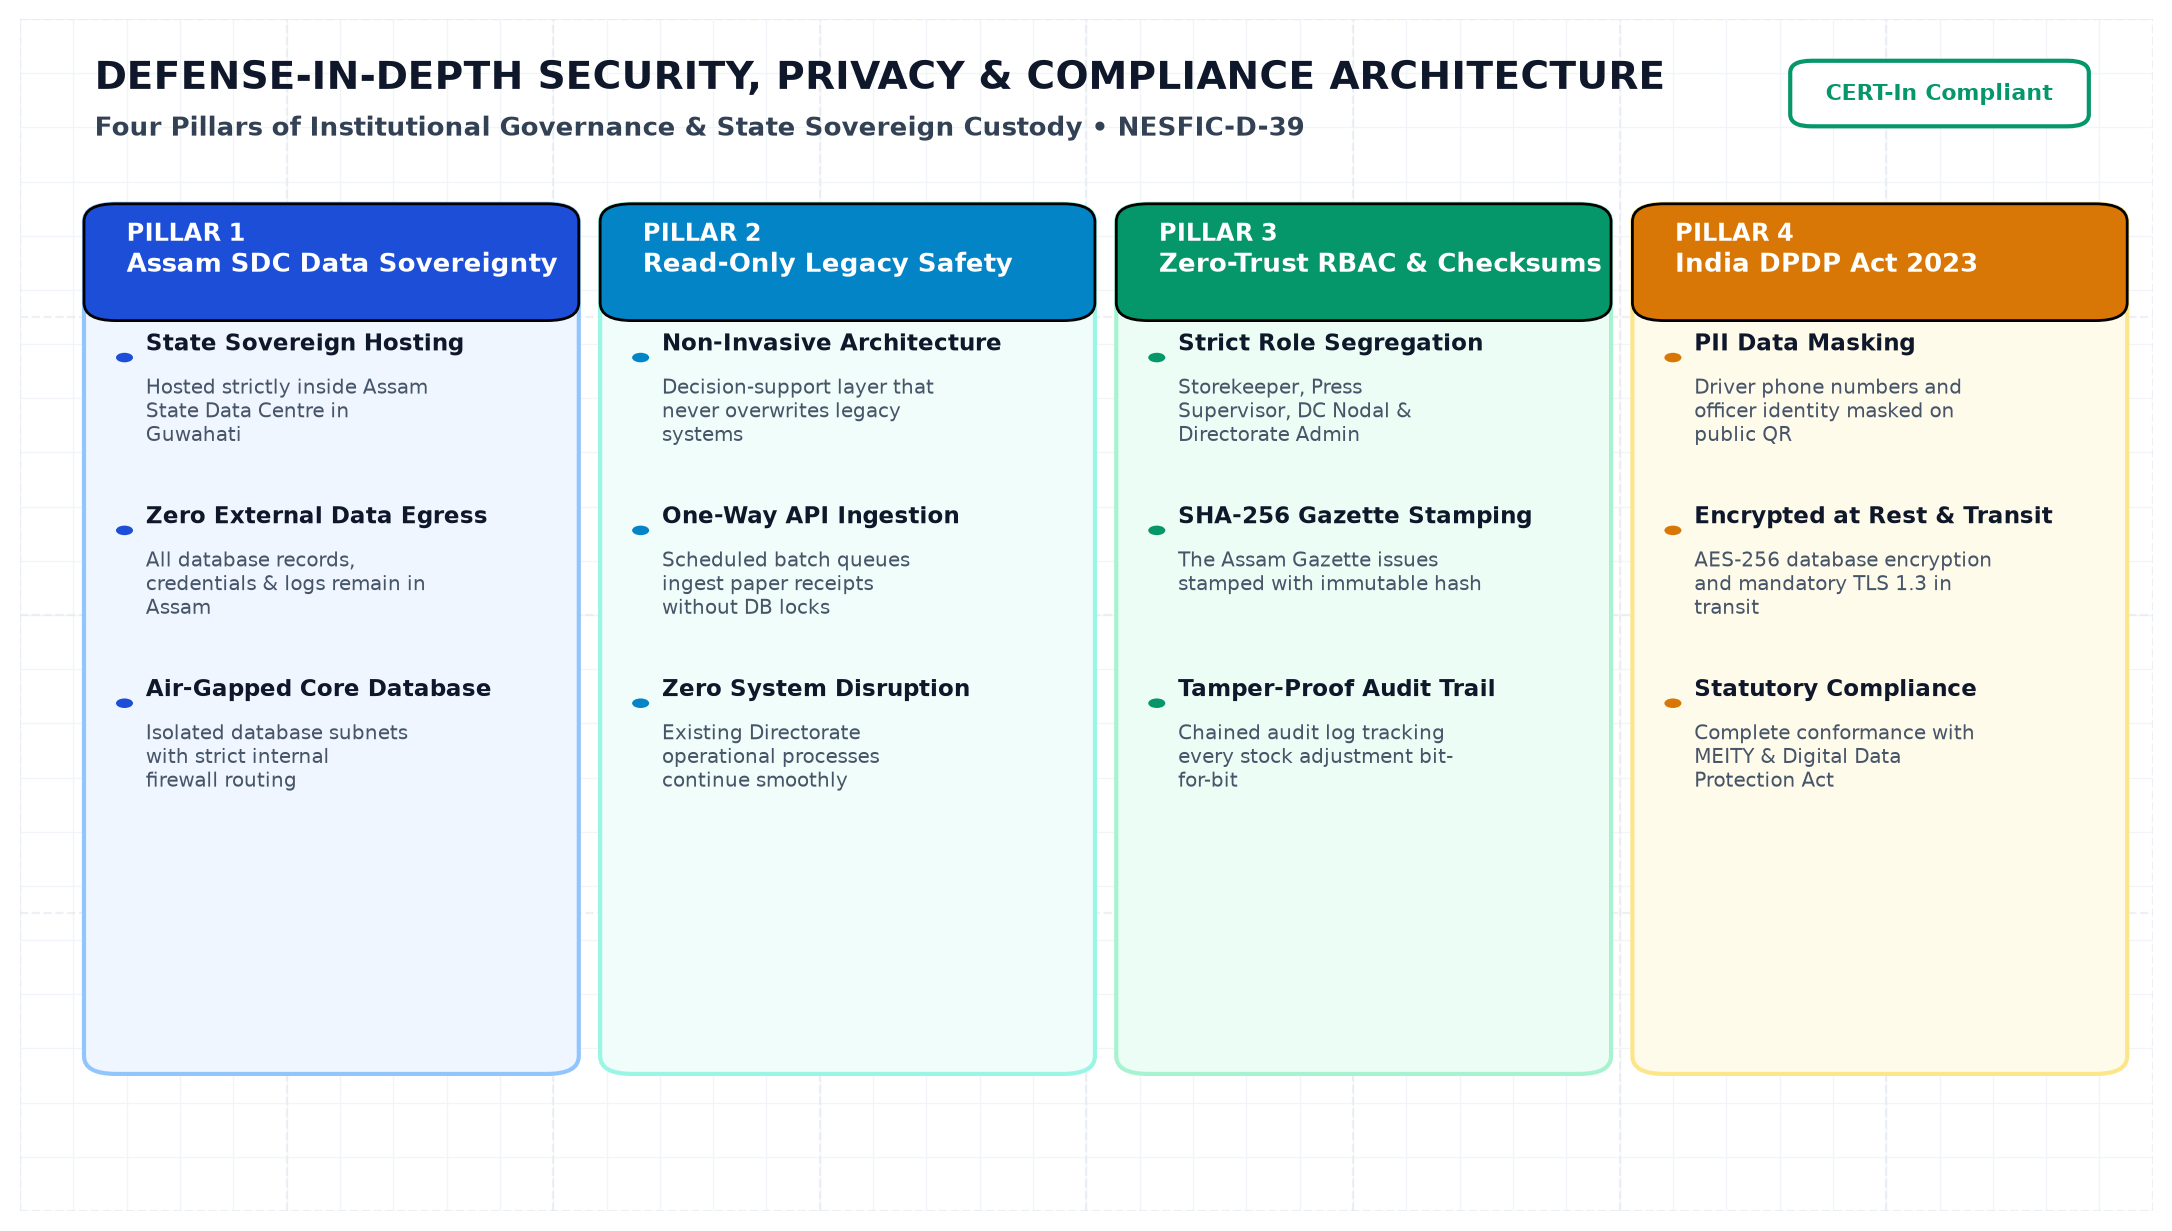 DEFENSE-IN-DEPTH SECURITY, PRIVACY & COMPLIANCE ARCHITECTURE
Four Pillars of Institutional Governance & State Sovereign Custody • NESFIC-D-39
CERT-In Compliant
PILLAR 1
Assam SDC Data Sovereignty
State Sovereign Hosting
Hosted strictly inside Assam
State Data Centre in
Guwahati
Zero External Data Egress
All database records,
credentials & logs remain in
Assam
Air-Gapped Core Database
Isolated database subnets
with strict internal
firewall routing
PILLAR 2
Read-Only Legacy Safety
Non-Invasive Architecture
Decision-support layer that
never overwrites legacy
systems
One-Way API Ingestion
Scheduled batch queues
ingest paper receipts
without DB locks
Zero System Disruption
Existing Directorate
operational processes
continue smoothly
PILLAR 3
Zero-Trust RBAC & Checksums
Strict Role Segregation
Storekeeper, Press
Supervisor, DC Nodal &
Directorate Admin
SHA-256 Gazette Stamping
The Assam Gazette issues
stamped with immutable hash
Tamper-Proof Audit Trail
Chained audit log tracking
every stock adjustment bit-
for-bit
PILLAR 4
India DPDP Act 2023
PII Data Masking
Driver phone numbers and
officer identity masked on
public QR
Encrypted at Rest & Transit
AES-256 database encryption
and mandatory TLS 1.3 in
transit
Statutory Compliance
Complete conformance with
MEITY & Digital Data
Protection Act